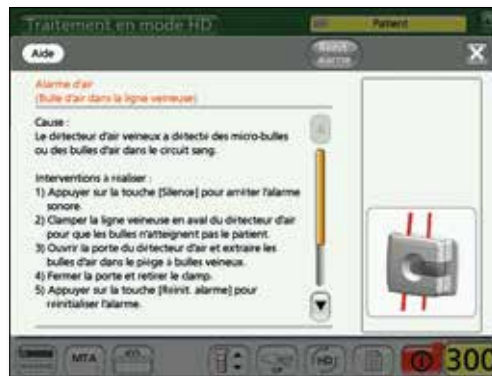 Traitement en mode HD
Patient
Aide
Réinit. alarme
Alarme d'air
(Bulle d'air dans la ligne veineuse)
Cause :
Le détecteur d'air veineux a détecté des micro-bulles
ou des bulles d'air dans le circuit sang.
Interventions à réaliser :
1) Appuyer sur la touche [Silence] pour arrêter l'alarme
sonore.
2) Clamper la ligne veineuse en aval du détecteur d'air
pour que les bulles n'atteignent pas le patient.
3) Ouvrir la porte du détecteur d'air et extraire les
bulles d'air dans le piège à bulles veineux.
4) Fermer la porte et retirer le clamp.
5) Appuyer sur la touche [Réinit. alarme] pour
réinitialiser l'alarme.
MTA
HD
300